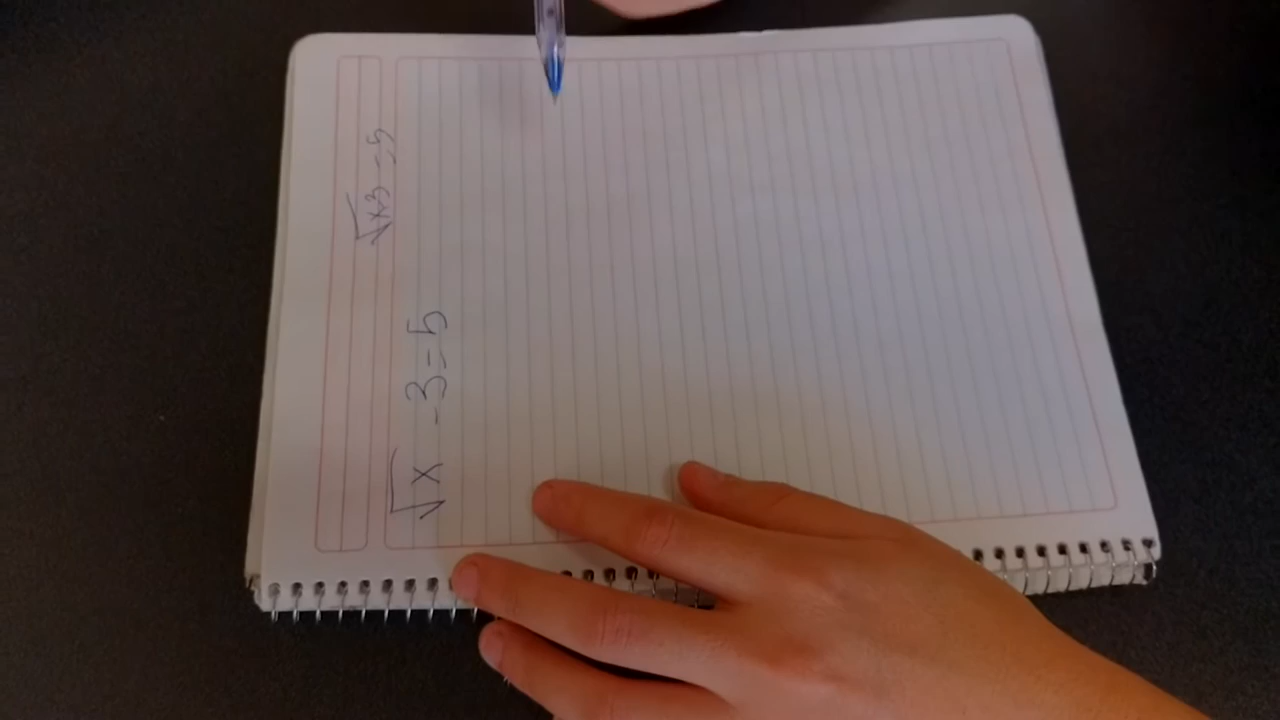 √x3 = 5
√x - 3 = 5